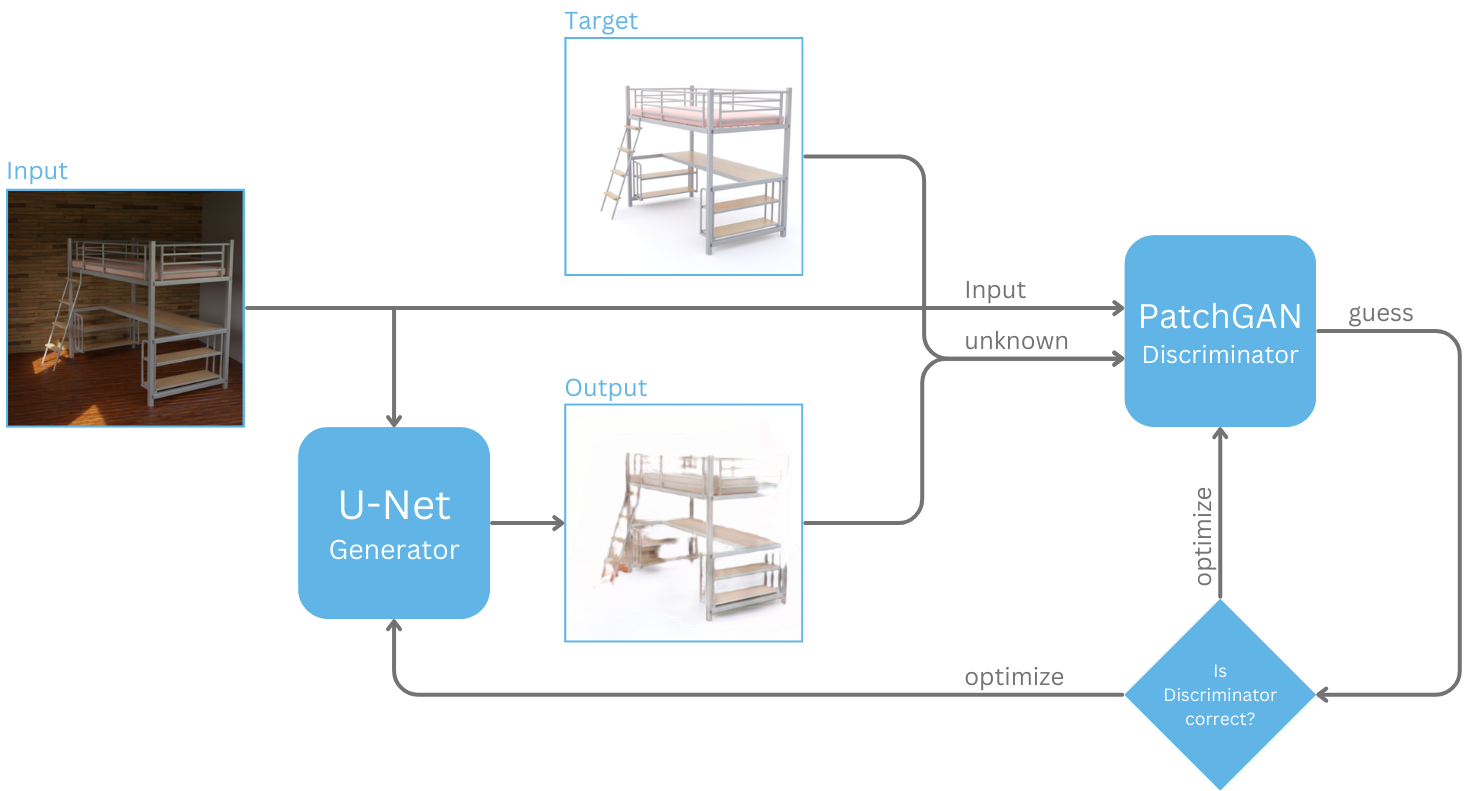 Target
Input
Input
unknown
PatchGAN
Discriminator
guess
Output
U-Net
Generator
optimize
optimize
Is
Discriminator
correct?